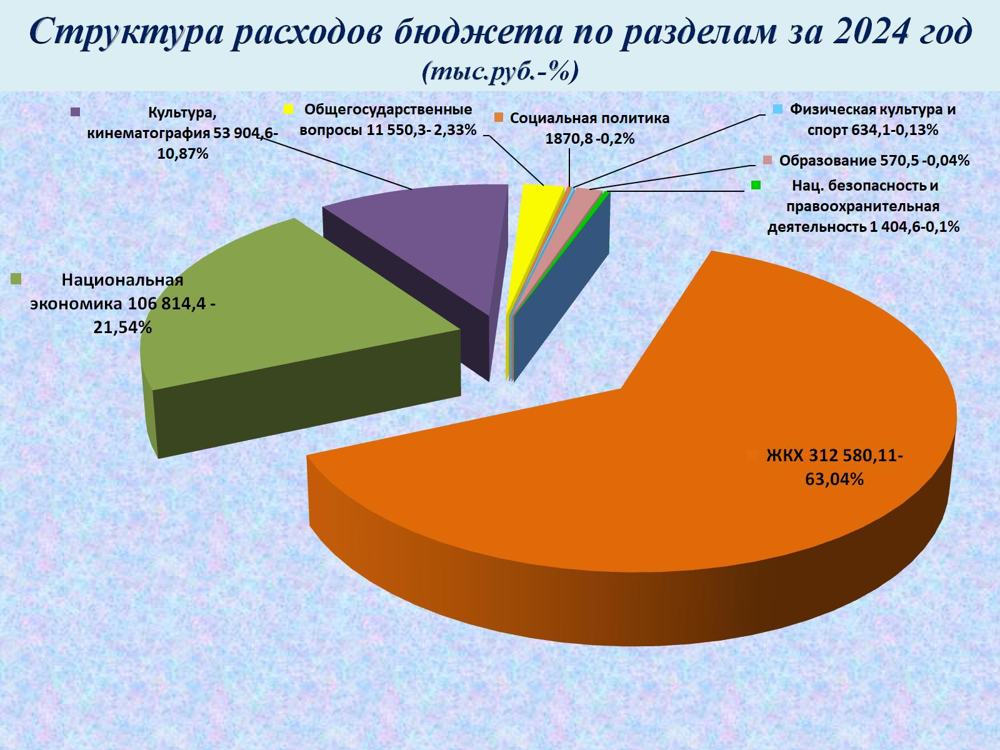 Структура расходов бюджета по разделам за 2024 год
(тыс.руб.-%)
Культура,
кинематография 53 904,6-
10,87%
Общегосударственные
вопросы 11 550,3- 2,33%
Социальная политика
1870,8 -0,2%
Физическая культура и
спорт 634,1-0,13%
Образование 570,5 -0,04%
Нац. безопасность и
правоохранительная
деятельность 1 404,6-0,1%
Национальная
экономика 106 814,4 -
21,54%
ЖКХ 312 580,11-
63,04%